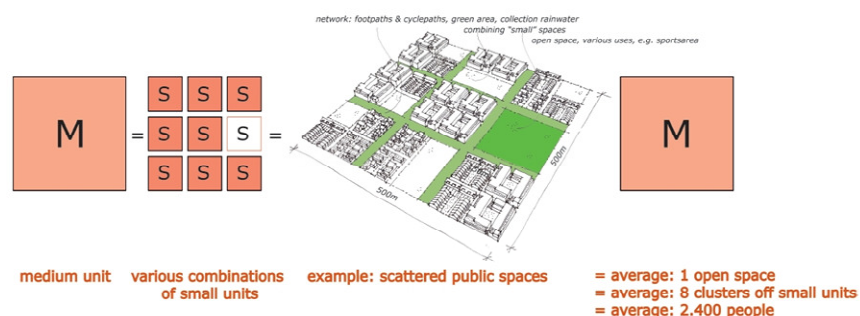 network: footpaths & cyclepaths, green area, collection rainwater
combining "small" spaces
open space, various uses, e.g. sportsarea
M
=
S S S
S S S
S S S
=
500m
500m
M
medium unit
various combinations
of small units
example: scattered public spaces
= average: 1 open space
= average: 8 clusters off small units
= average: 2.400 people